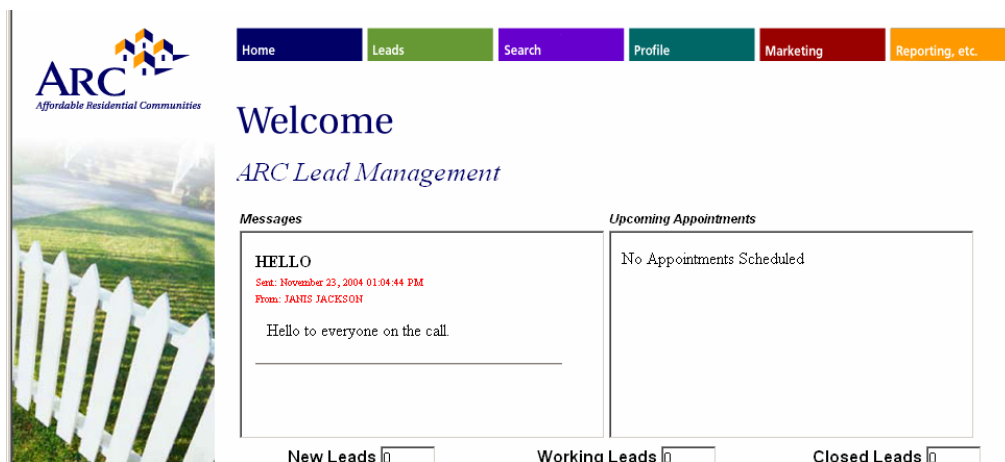 ARC
Affordable Residential Communities
Home Leads Search Profile Marketing Reporting, etc.
Welcome
ARC Lead Management
Messages Upcoming Appointments
HELLO
Sent: November 23, 2004 01:04:44 PM
From: JANIS JACKSON
Hello to everyone on the call.
No Appointments Scheduled
New Leads 0 Working Leads 0 Closed Leads 0